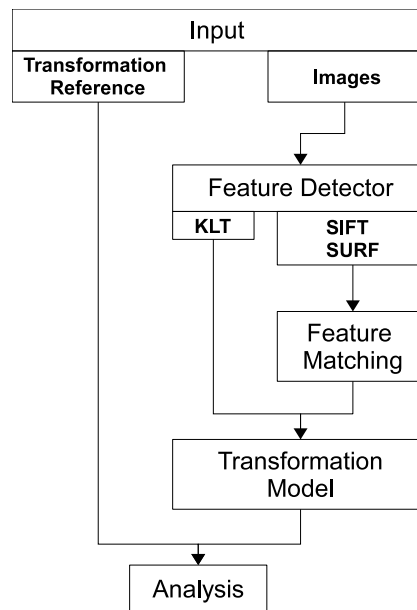 Input
Transformation
Reference
Images
Feature Detector
KLT
SIFT
SURF
Feature
Matching
Transformation
Model
Analysis